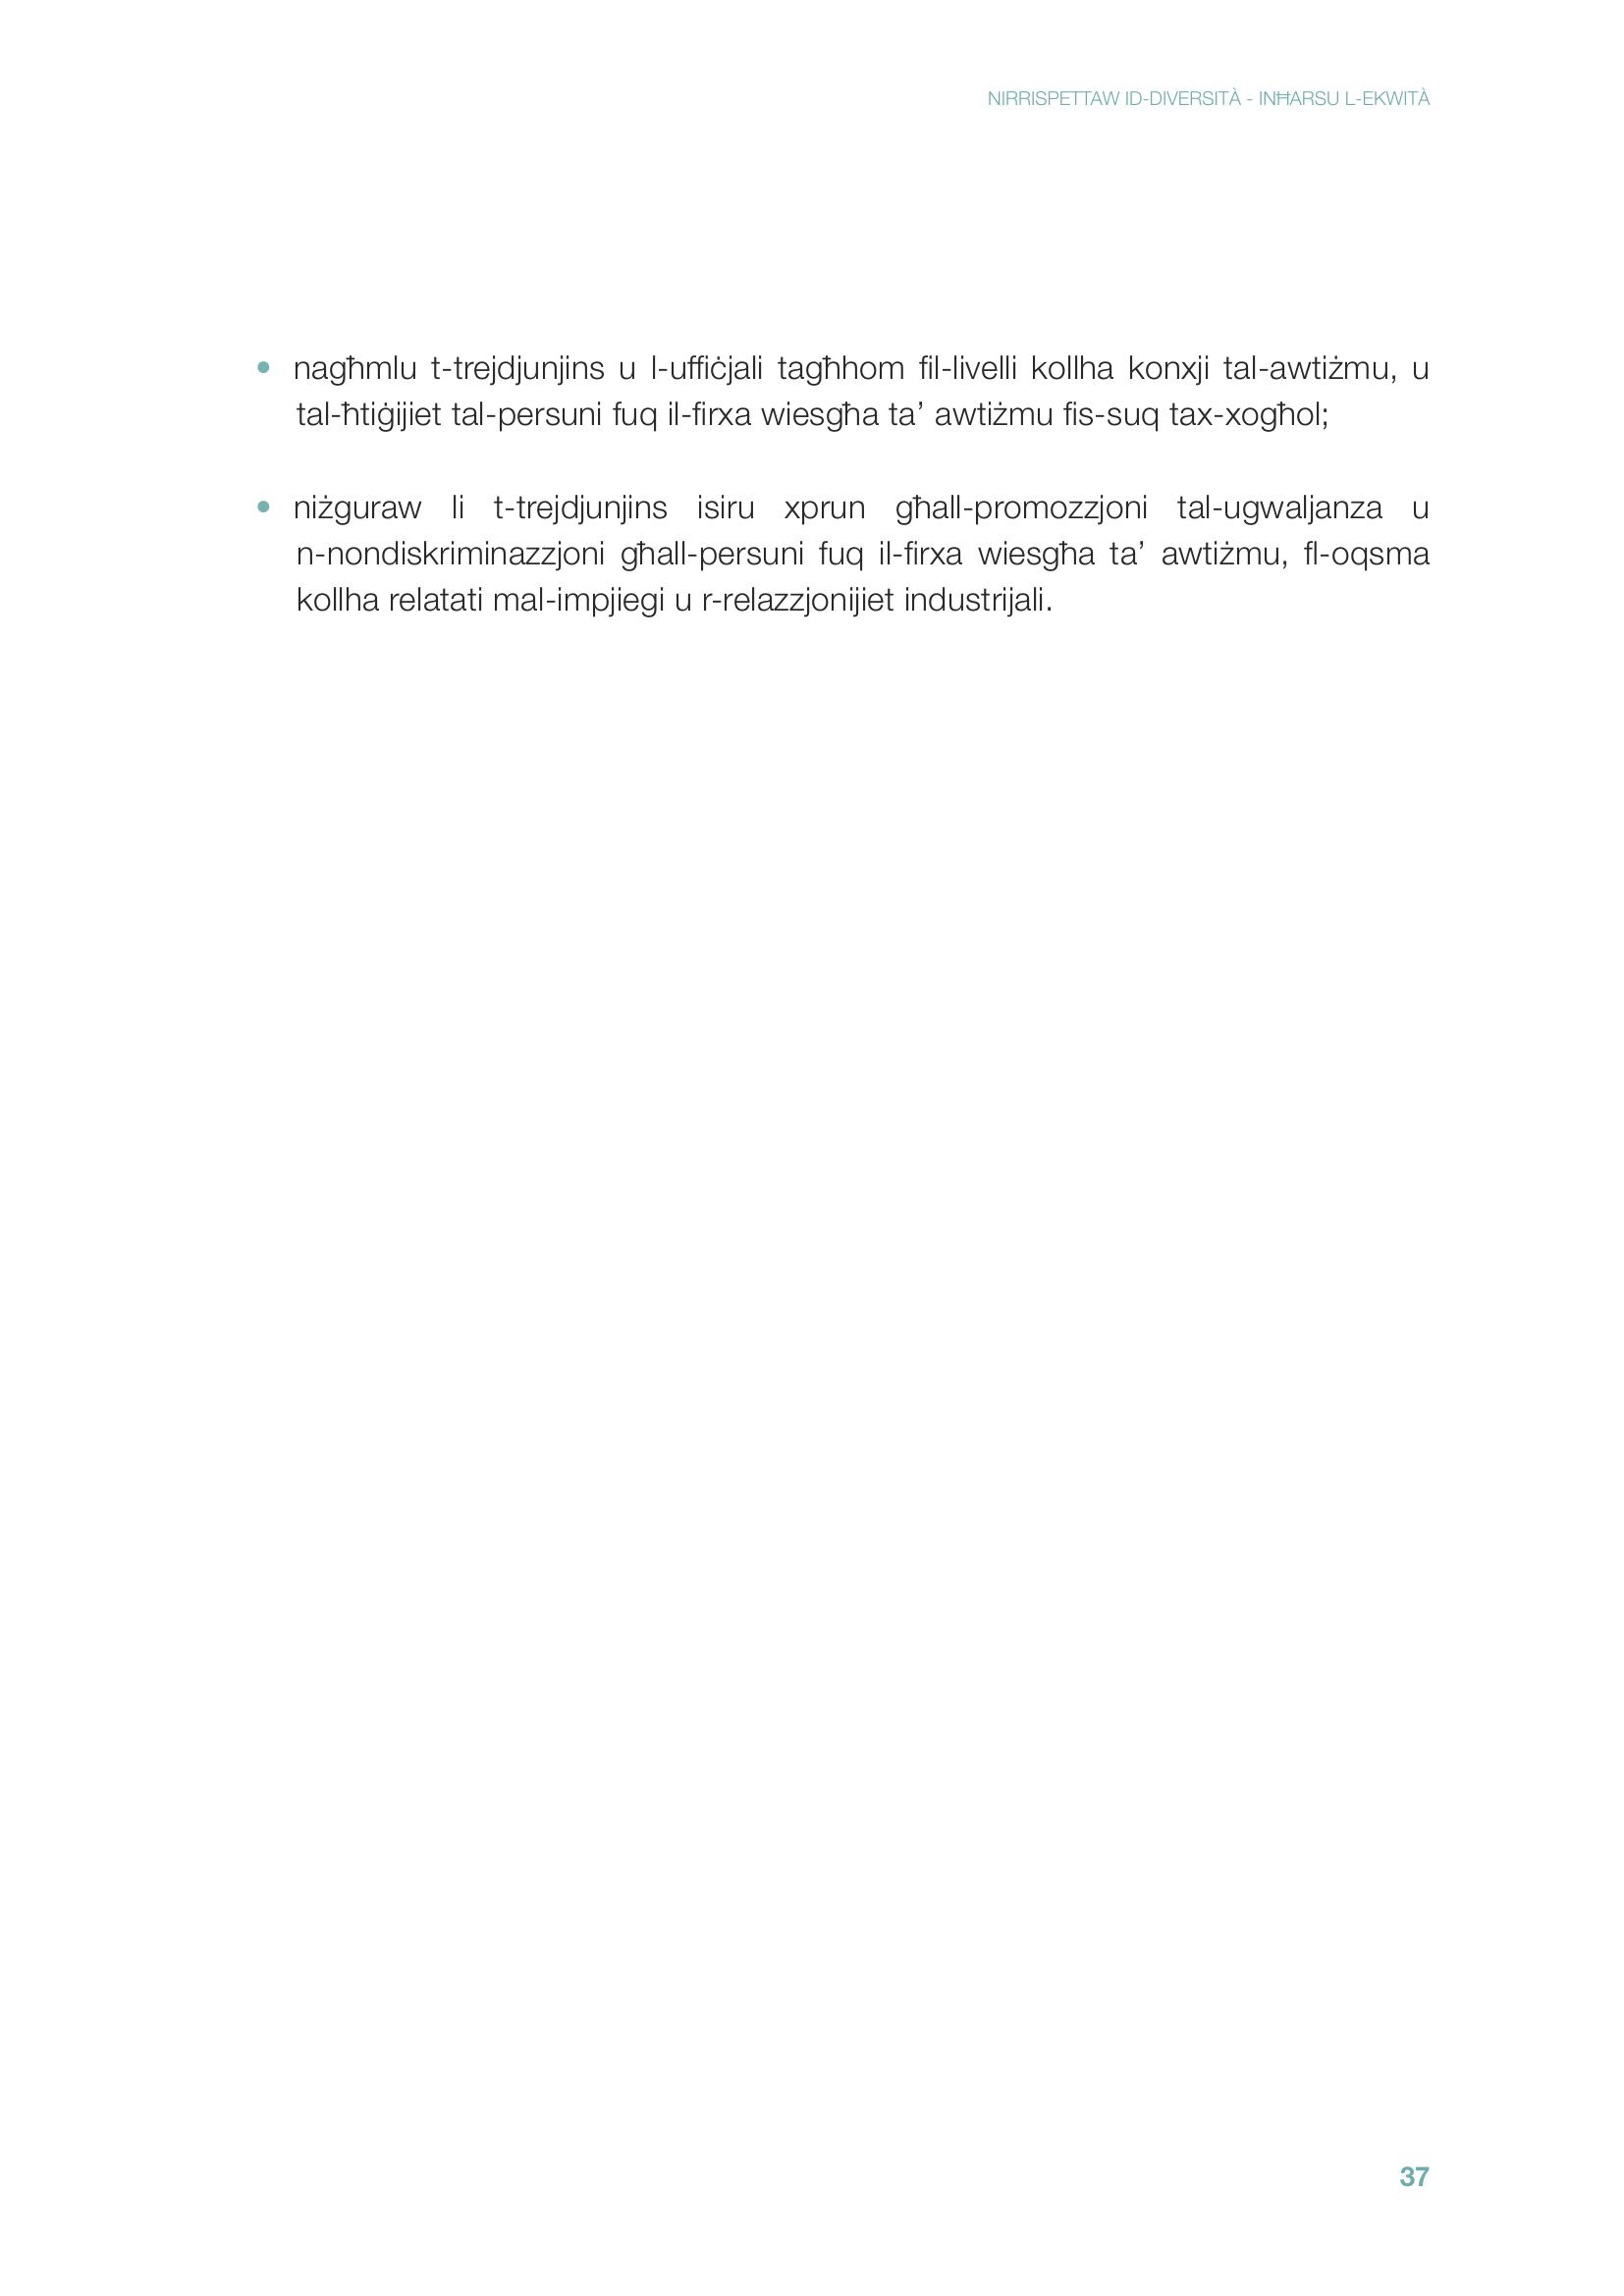 NIRRISPETTAW ID-DIVERSITÀ - INĦARSU L-EKWITÀ
• nagħmlu t-trejdjunjins u l-uffiċjali tagħhom fil-livelli kollha konxji tal-awtiżmu, u
tal-ħtiġijiet tal-persuni fuq il-firxa wiesgħa ta’ awtiżmu fis-suq tax-xogħol;
• niżguraw li t-trejdjunjins isiru xprun għall-promozzjoni tal-ugwaljanza u
n-nondiskriminazzjoni għall-persuni fuq il-firxa wiesgħa ta’ awtiżmu, fl-oqsma
kollha relatati mal-impjiegi u r-relazzjonijiet industrijali.
37